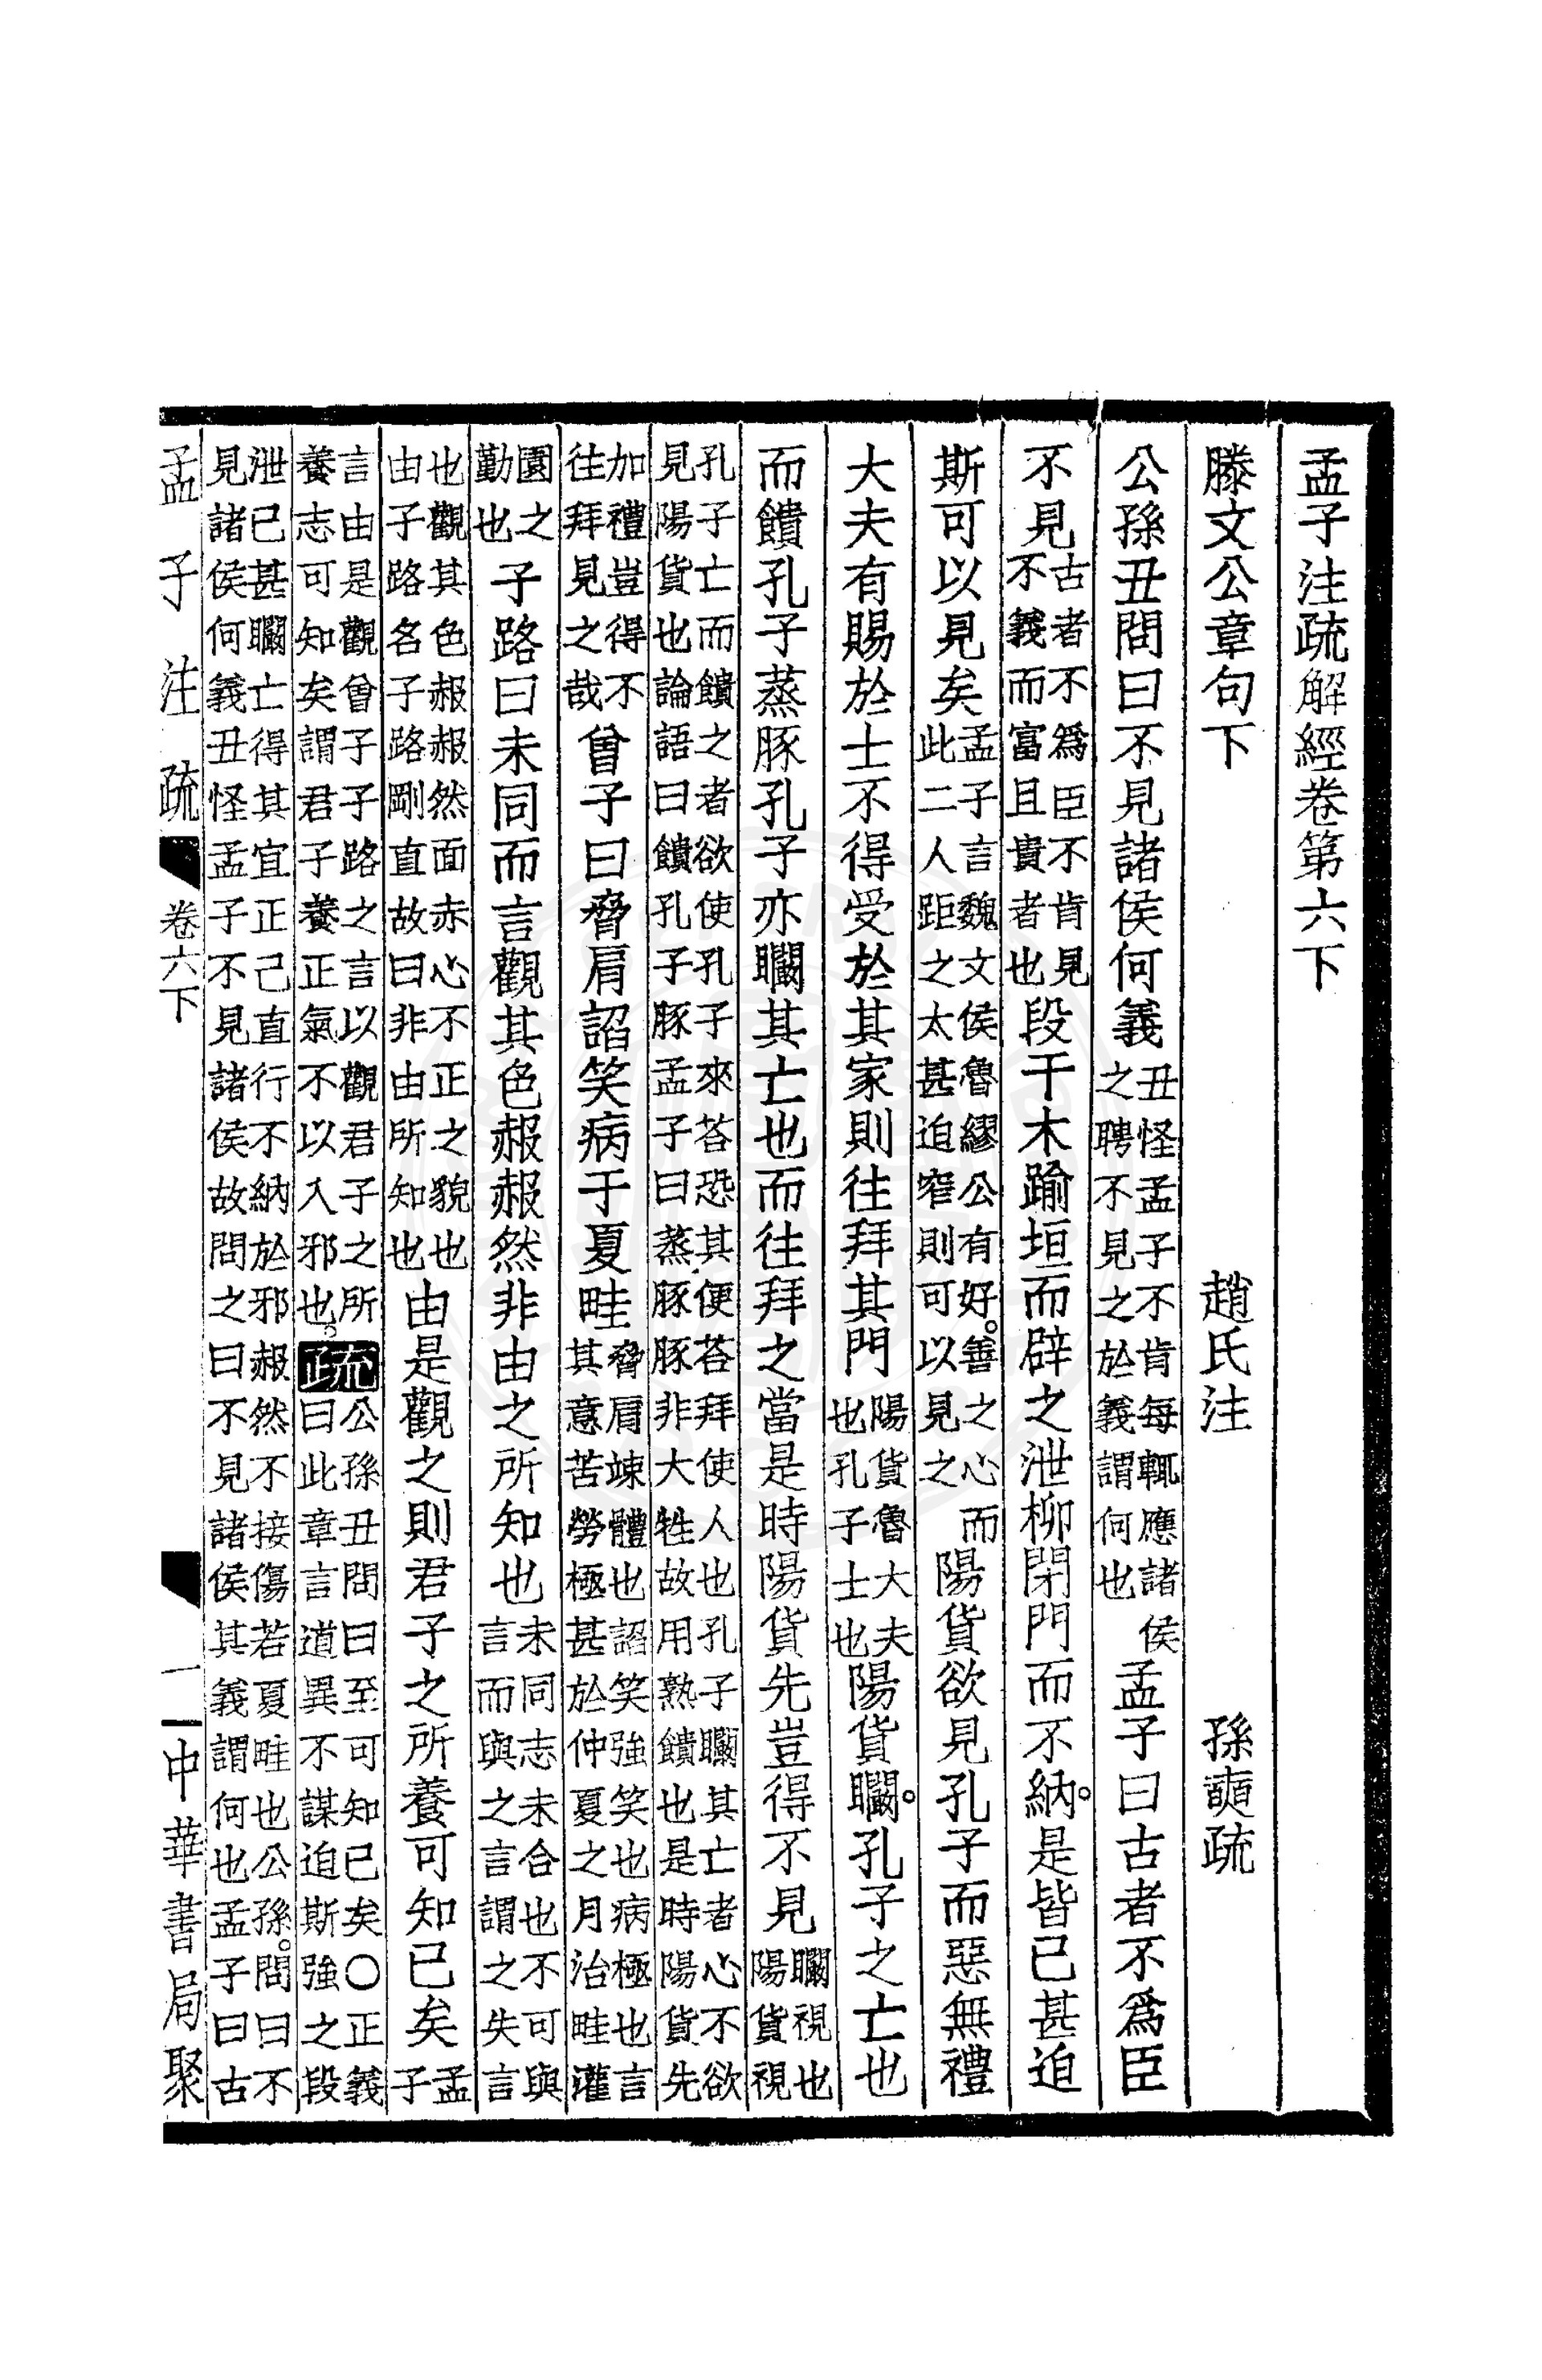 孟子注疏解經卷第六下
滕文公章句下　趙氏注　孫奭疏
公孫丑問曰不見諸侯何義丑怪孟子不肯每輒應諸侯之聘不見之於義謂何也孟子曰古者不爲臣
不見古者不爲臣不肯見不義而富且貴者也段干木踰垣而辟之泄柳閉門而不納。是皆已甚迫
斯可以見矣孟子言魏文侯魯繆公有好。善之心而此二人距之太甚迫窄則可以見之陽貨欲見孔子而惡無禮
大夫有賜於士不得受於其家則往拜其門陽貨魯大夫也孔子士也陽貨矙。孔子之亡也
而饋孔子蒸豚孔子亦矙其亡也而往拜之當是時陽貨先豈得不見矙視也陽貨視
孔子亡而饋之者欲使孔子來荅恐其便荅拜使人也孔子矙其亡者心不欲
見陽貨也論語曰饋孔子豚孟子曰蒸豚豚非大牲故用熟饋也是時陽貨先
加禮豈得不往拜見之哉曾子曰脅肩諂笑病于夏畦脅肩竦體也諂笑強笑也病極也言其意苦勞極甚於仲夏之月治畦灌
園之勤也子路曰未同而言觀其色赧赧然非由之所知也未同志未合也不可與言而與之言謂之失言
也觀其色赧赧然面赤心不正之貌也由子路名子路剛直故曰非由所知也由是觀之則君子之所養可知已矣孟子
言由是觀曾子子路之言以觀君子之所養志可知矣謂君子養正氣不以入邪也。疏公孫丑問曰至可知已矣○正義曰此章言道異不謀迫斯強之段
泄已甚矙亡得其宜正己直行不納於邪赧然不接傷若夏畦也公孫。問曰不
見諸侯何義丑怪孟子不見諸侯故問之曰不見諸侯其義謂何也孟子曰古
孟子注疏　卷六下　一　中華書局聚